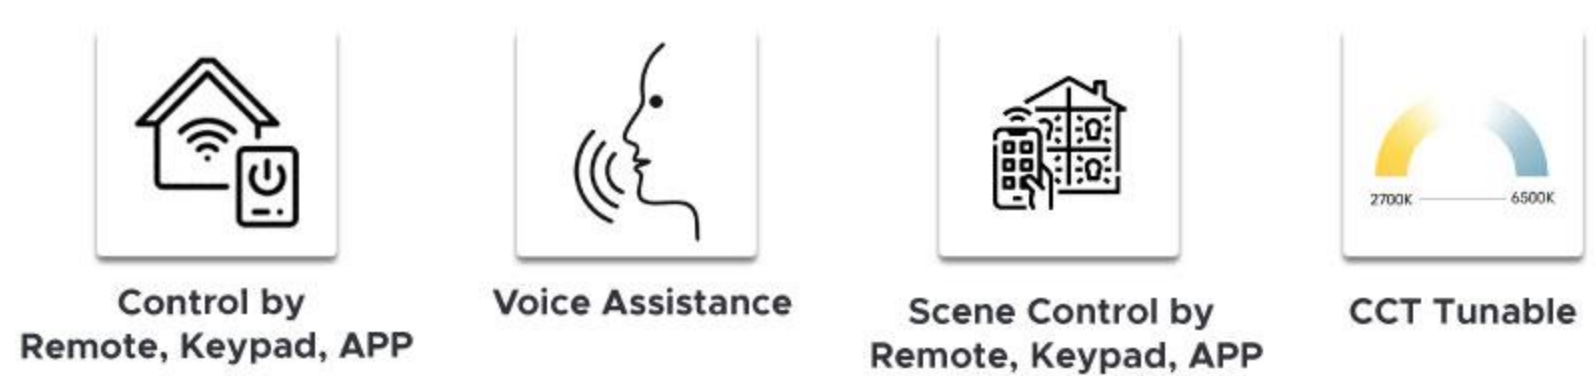 2700K
6500K
Control by
Remote, Keypad, APP
Voice Assistance
Scene Control by
Remote, Keypad, APP
CCT Tunable